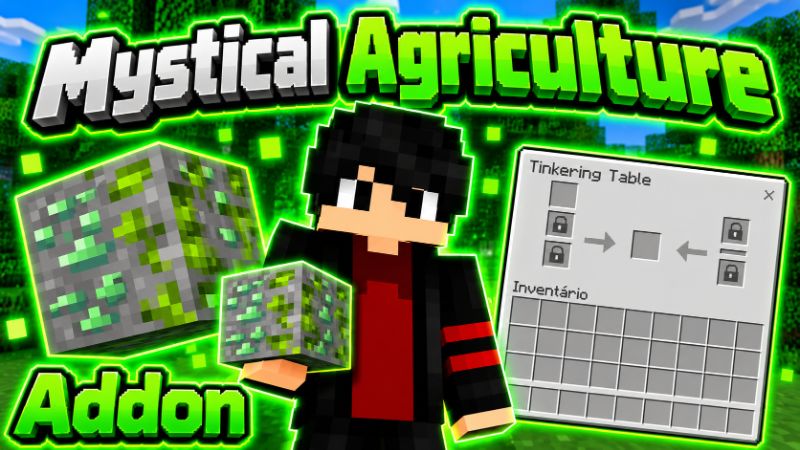 Mystical Agriculture
Tinkering Table
Inventário
Addon